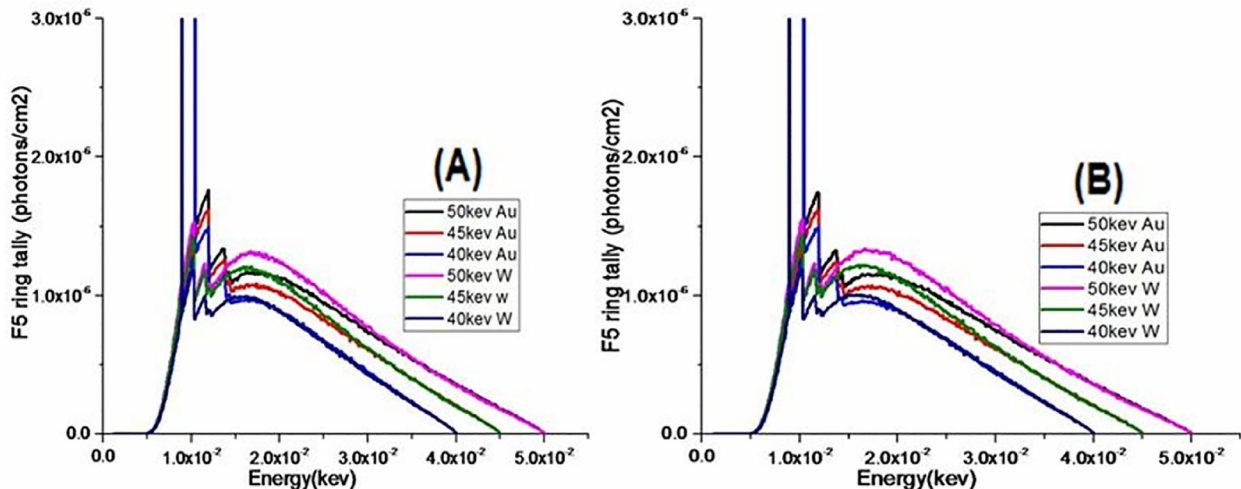 3.0x10⁻⁶
2.0x10⁻⁶
1.0x10⁻⁶
0.0
F5 ring tally (photons/cm2)
(A)
50kev Au
45kev Au
40kev Au
50kev W
45kev w
40kev W
0.0 1.0x10⁻² 2.0x10⁻² 3.0x10⁻² 4.0x10⁻² 5.0x10⁻²
Energy(kev)
3.0x10⁻⁶
2.0x10⁻⁶
1.0x10⁻⁶
0.0
F5 ring tally (photons/cm2)
(B)
50kev Au
45kev Au
40kev Au
50kev W
45kev W
40kev W
0.0 1.0x10⁻² 2.0x10⁻² 3.0x10⁻² 4.0x10⁻² 5.0x10⁻²
Energy(kev)